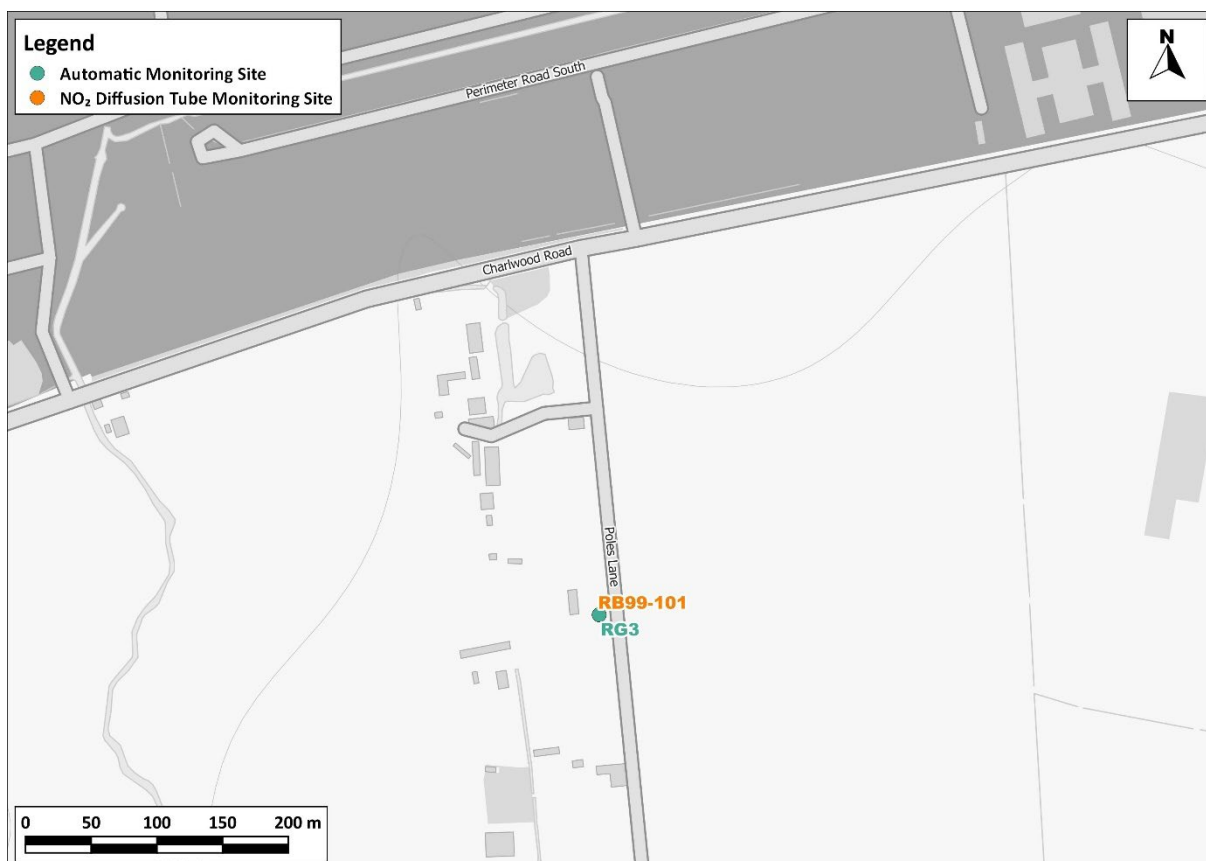 Legend
Automatic Monitoring Site
NO₂ Diffusion Tube Monitoring Site
N
Perimeter Road South
Charlwood Road
Poles Lane
RB99-101
RG3
0 50 100 150 200 m